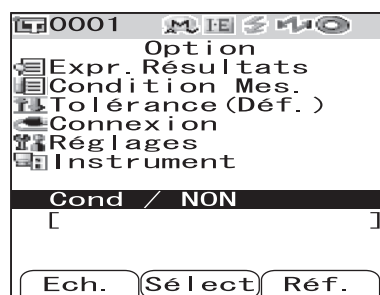 0001 M I·E
Option
Expr.Résultats
Condition Mes.
Tolérance(Déf.)
Connexion
Réglages
Instrument
Cond / NON
[ ]
Ech. Sélect Réf.